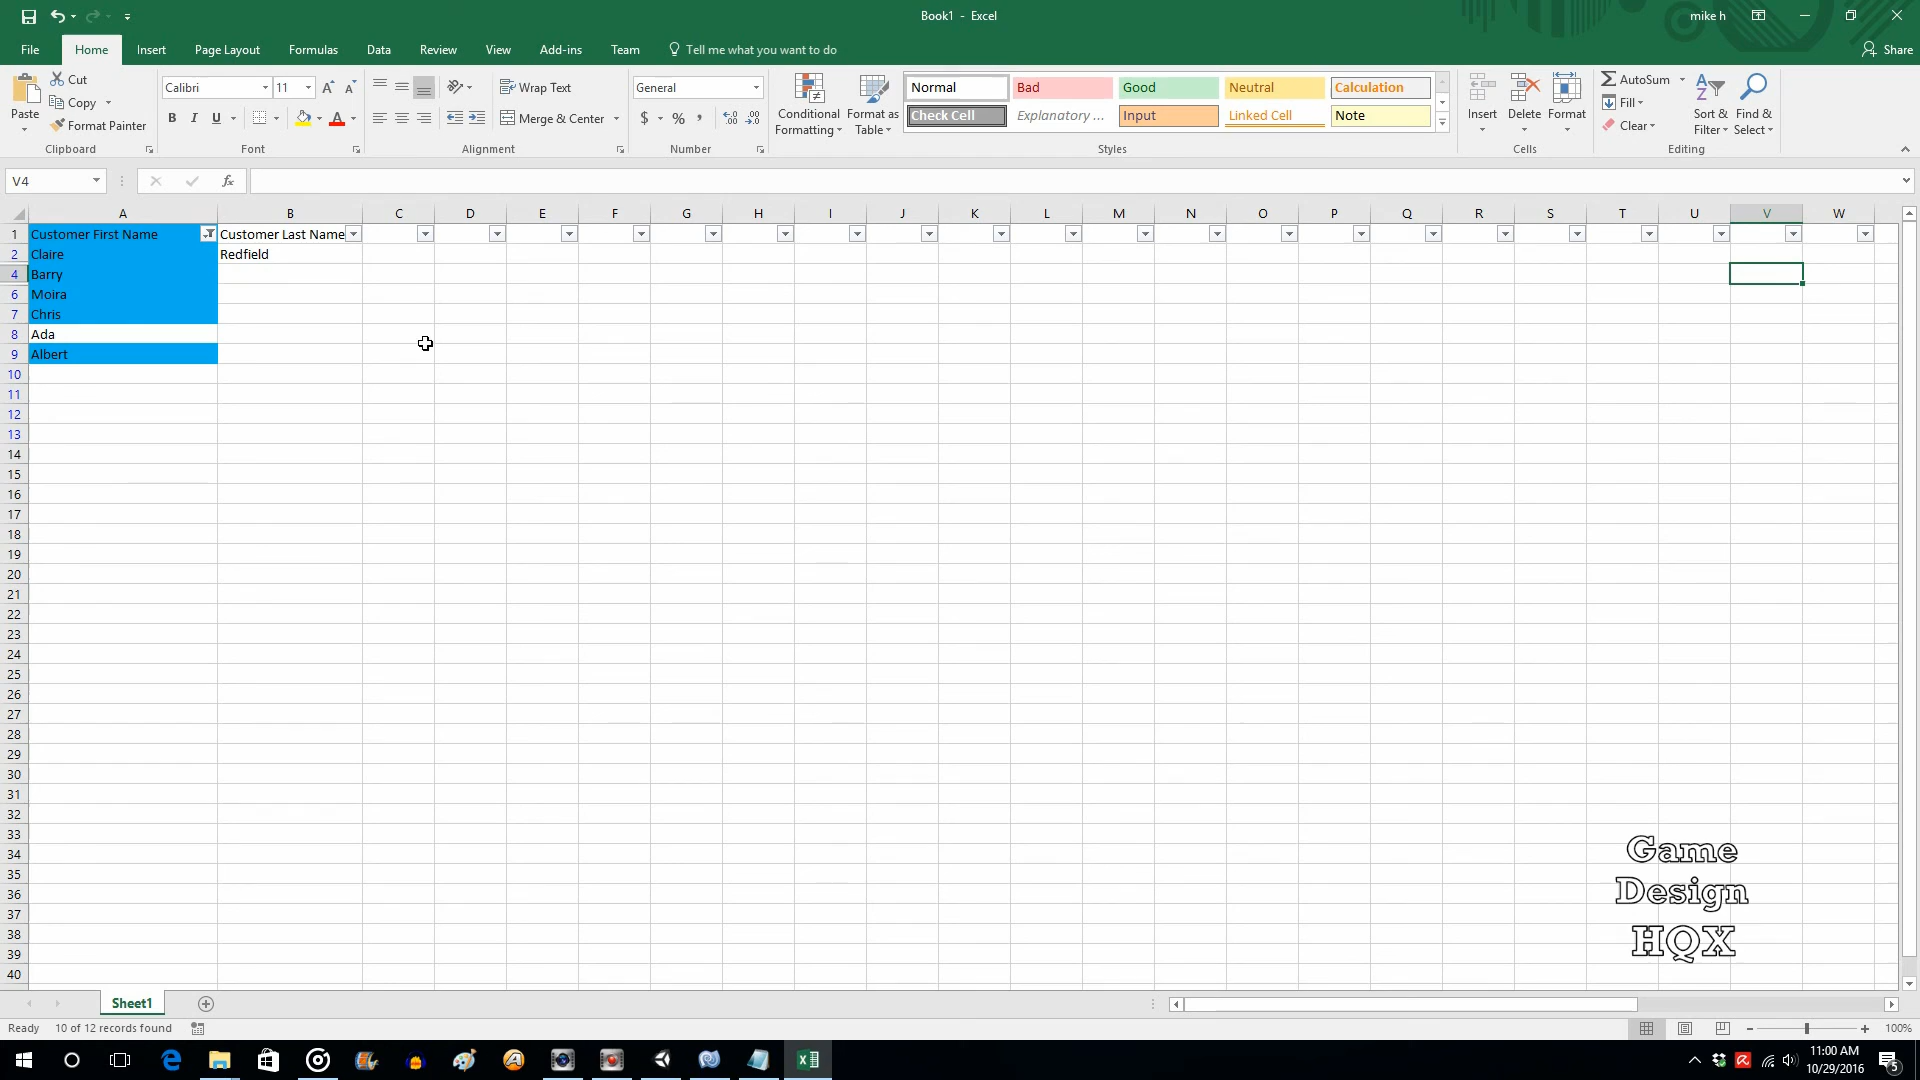 Book1 - Excel
mike h
File Home Insert Page Layout Formulas Data Review View Add-ins Team Tell me what you want to do Share
Paste
Cut
Copy
Format Painter
Clipboard
Calibri 11 A A
B I U A
Font
Wrap Text
Merge & Center
Alignment
General
$ % ,
Number
Conditional Formatting
Format as Table
Normal Bad Good Neutral Calculation
Check Cell Explanatory ... Input Linked Cell Note
Styles
Insert Delete Format
Cells
AutoSum
Fill
Clear
Sort & Filter
Find & Select
Editing
V4 fx
A B C D E F G H I J K L M N O P Q R S T U V W
1 Customer First Name Customer Last Name
2 Claire Redfield
4 Barry
6 Moira
7 Chris
8 Ada
9 Albert
10
11
12
13
14
15
16
17
18
19
20
21
22
23
24
25
26
27
28
29
30
31
32
33
34
35
36
37
38
39
40
Game
Design
HQX
Sheet1
Ready 10 of 12 records found 100%
11:00 AM
10/29/2016
5